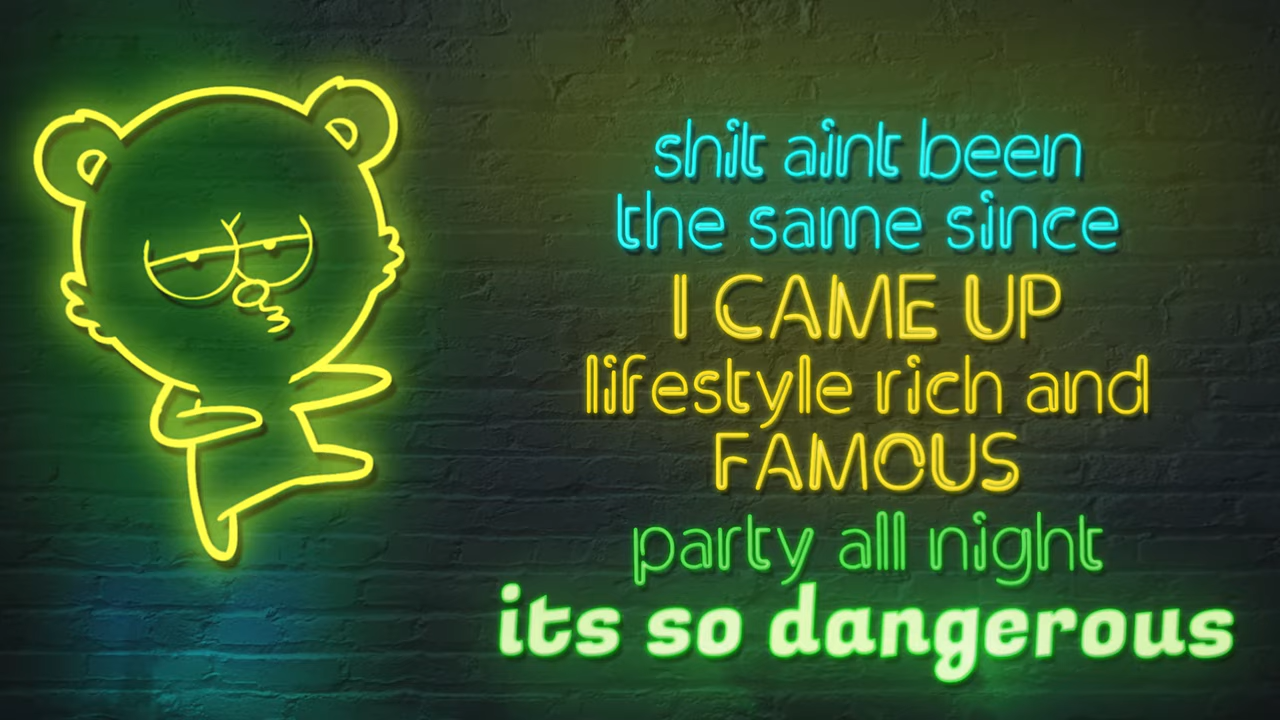 shit aint been
the same since
I CAME UP
lifestyle rich and
FAMOUS
party all night
its so dangerous